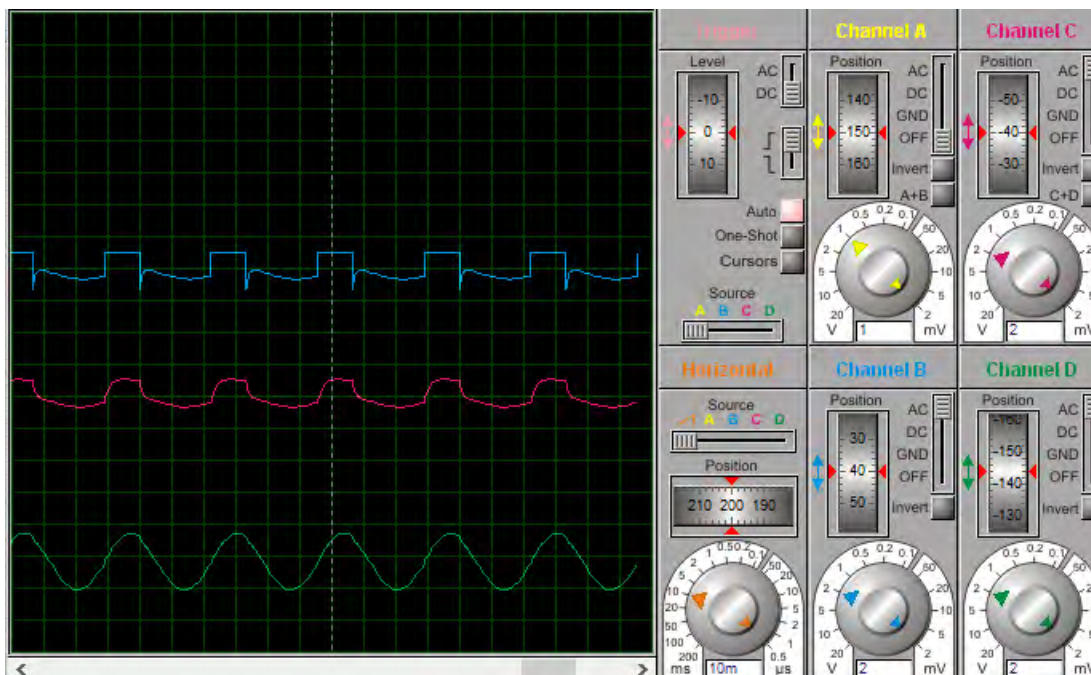 Trigger
Level
-10
0
10
AC
DC
Auto
One-Shot
Cursors
Source
A B C D
Channel A
Position
140
150
160
AC
DC
GND
OFF
Invert
A+B
20 10 5 2 1 0.5 0.2 0.1 50 20 10 5 2
V 1 mV
Channel C
Position
-50
-40
-30
AC
DC
GND
OFF
Invert
C+D
20 10 5 2 1 0.5 0.2 0.1 50 20 10 5 2
V 2 mV
Horizontal
Source
A B C D
Position
210 200 190
200 100 50 20 10 5 2 1 0.5 0.2 0.1 50 20 10 5 2 1 0.5
ms 10m µs
Channel B
Position
30
40
50
AC
DC
GND
OFF
Invert
20 10 5 2 1 0.5 0.2 0.1 50 20 10 5 2
V 2 mV
Channel D
Position
-160
-150
-140
-130
AC
DC
GND
OFF
Invert
20 10 5 2 1 0.5 0.2 0.1 50 20 10 5 2
V 2 mV